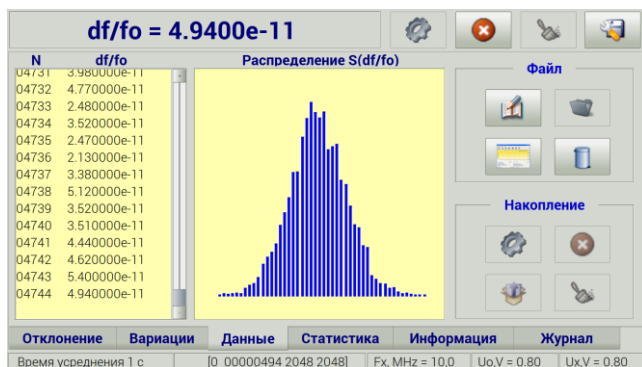 df/fo = 4.9400e-11
N df/fo
04731 3.980000e-11
04732 4.770000e-11
04733 2.480000e-11
04734 3.520000e-11
04735 2.470000e-11
04736 2.130000e-11
04737 3.380000e-11
04738 5.120000e-11
04739 3.520000e-11
04740 3.510000e-11
04741 4.440000e-11
04742 4.620000e-11
04743 5.400000e-11
04744 4.940000e-11
Распределение S(df/fo)
Файл
Накопление
Отклонение Вариации Данные Статистика Информация Журнал
Время усреднения 1 с [0 00000494 2048 2048] Fx, MHz = 10,0 Uo,V = 0.80 Ux,V = 0.80